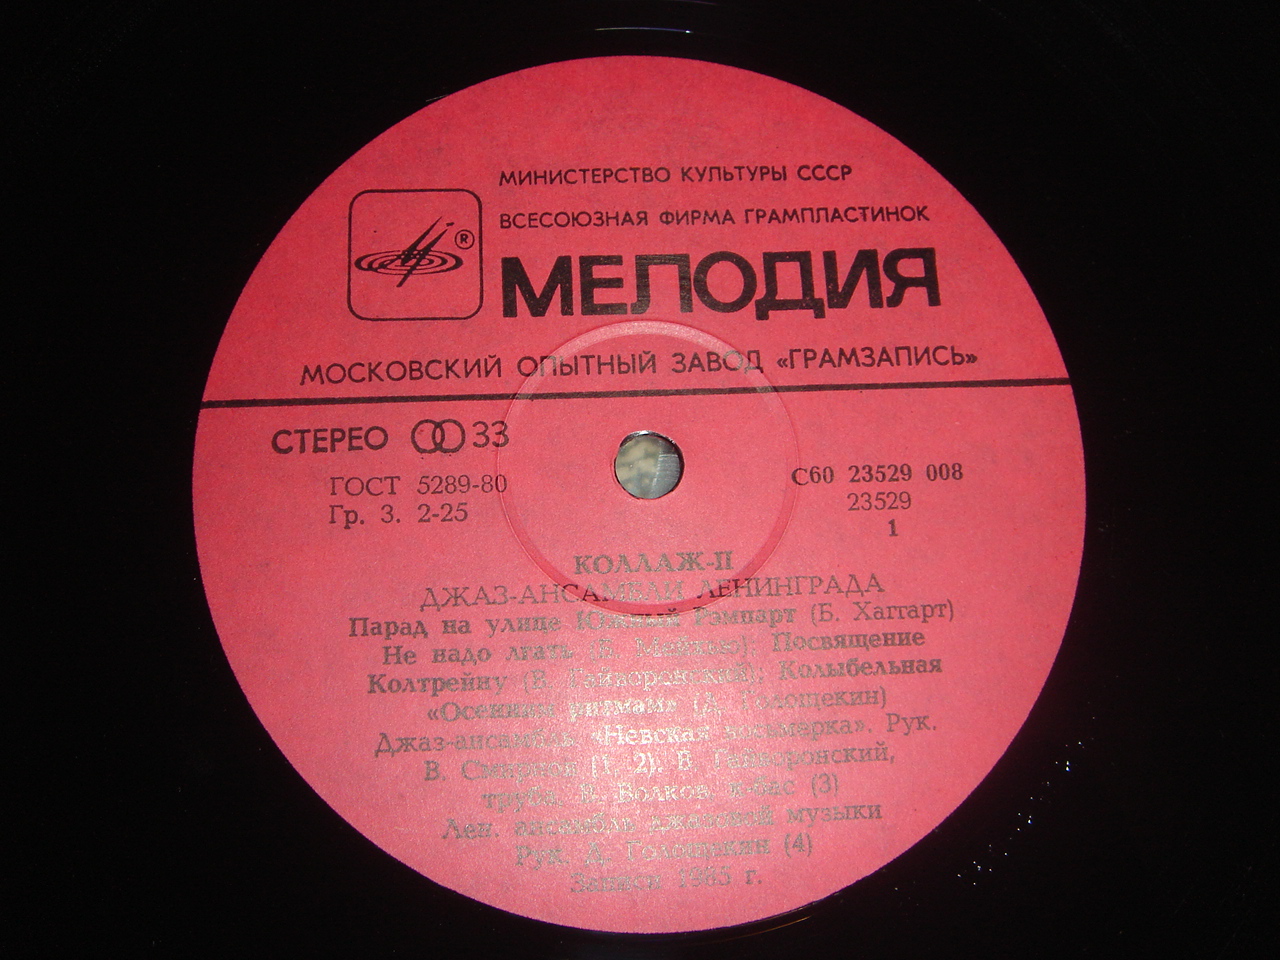 МИНИСТЕРСТВО КУЛЬТУРЫ СССР
ВСЕСОЮЗНАЯ ФИРМА ГРАМПЛАСТИНОК
®
МЕЛОДИЯ
МОСКОВСКИЙ ОПЫТНЫЙ ЗАВОД «ГРАМЗАПИСЬ»
СТЕРЕО 33
ГОСТ 5289-80
Гр. 3. 2-25
С60 23529 008
23529
1
КОЛЛАЖ-II
ДЖАЗ-АНСАМБЛИ ЛЕНИНГРАДА
Парад на улице Южный Рэмпарт (Б. Хаггарт)
Не надо лгать (Б. Мейхью); Посвящение
Колтрейну (В. Гайворонский); Колыбельная
«Осенним ритмам» (Д. Голощекин)
Джаз-ансамбль «Невская восьмерка». Рук.
В. Смирнов (1, 2); В. Гайворонский,
труба, В. Волков, к-бас (3)
Лен. ансамбль джазовой музыки
Рук. Д. Голощекин (4)
Записи 1985 г.